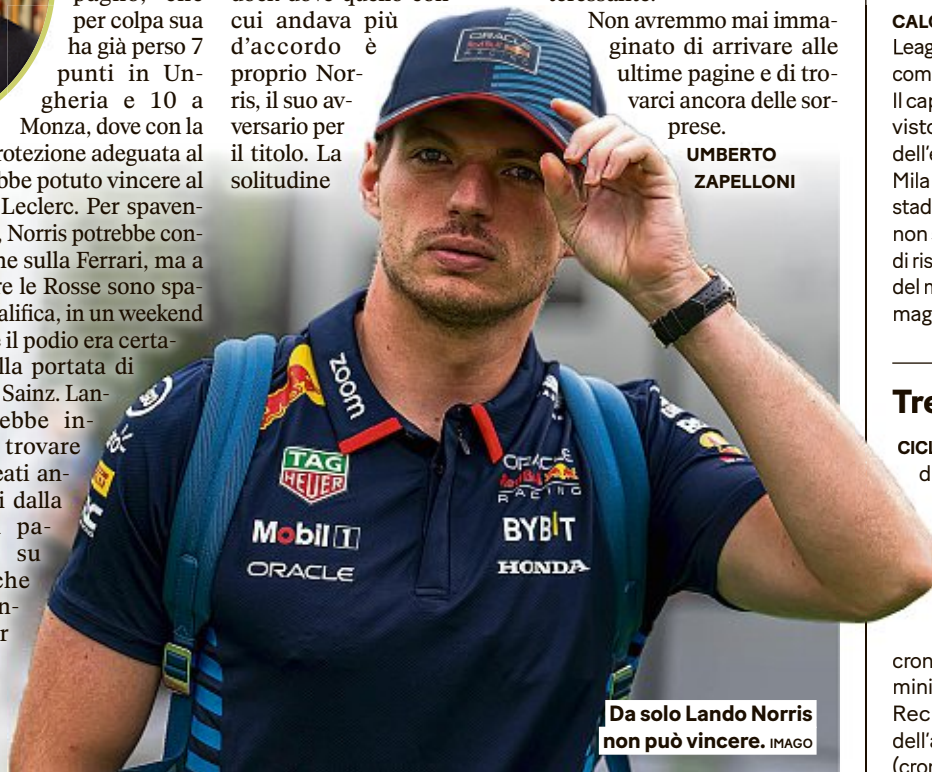 per colpa sua
ha già perso 7
punti in Un-
gheria e 10 a
Monza, dove con la
rotezione adeguata al
bbe potuto vincere al
Leclerc. Per spaven-
, Norris potrebbe con-
ne sulla Ferrari, ma a
re le Rosse sono spa-
alifica, in un weekend
e il podio era certa-
lla portata di
Sainz. Lan-
ebbe in-
trovare
eati an-
i dalla
pa-
su
che
n-
r
cui andava più
d'accordo è
proprio Nor-
ris, il suo av-
versario per
il titolo. La
solitudine
Non avremmo mai imma-
ginato di arrivare alle
ultime pagine e di tro-
varci ancora delle sor-
prese.
UMBERTO
ZAPELLONI
ORACLE
Red Bull
RACING
zoom
TAG
HEUER
Mobil 1
ORACLE
ORACLE
Red Bull
RACING
BYBIT
HONDA
Da solo Lando Norris
non può vincere. IMAGO
CALC
Leag
com
Il cap
visto
dell'e
Mila
stad
non
di ris
del n
mag
Tre
CICL
d
cron
mini
Rec
dell'a
(cron